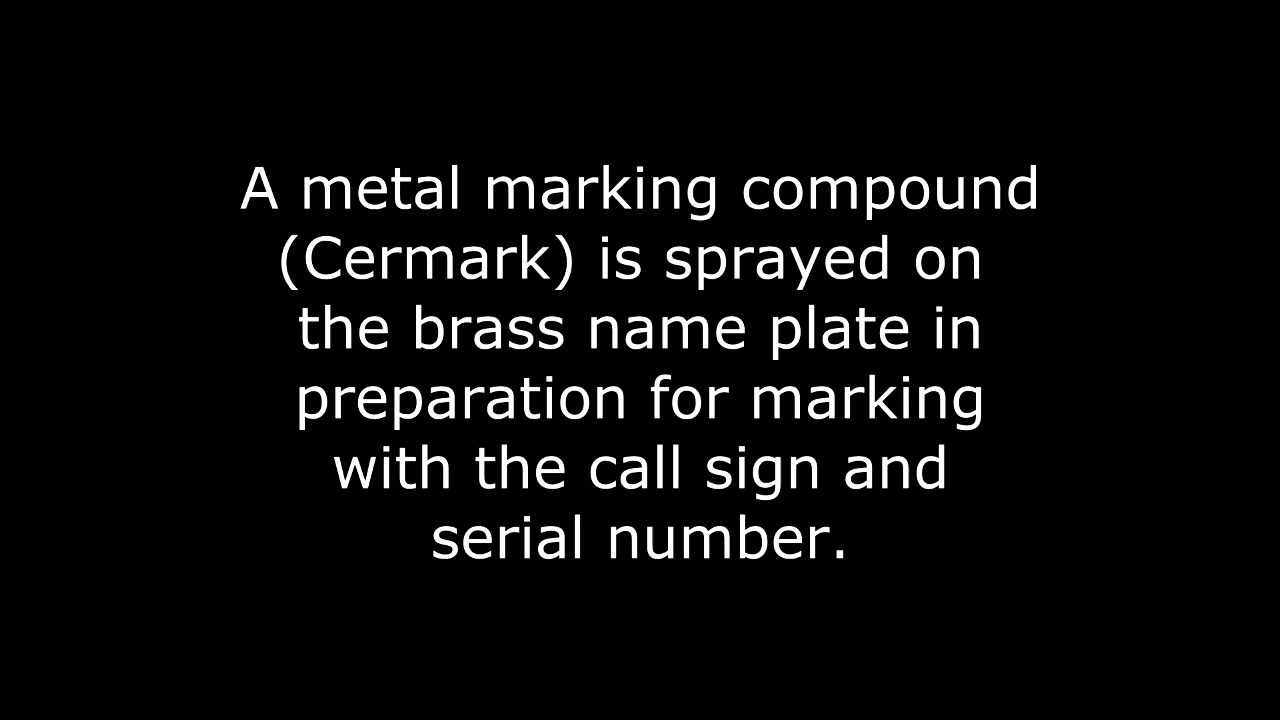 A metal marking compound
(Cermark) is sprayed on
the brass name plate in
preparation for marking
with the call sign and
serial number.